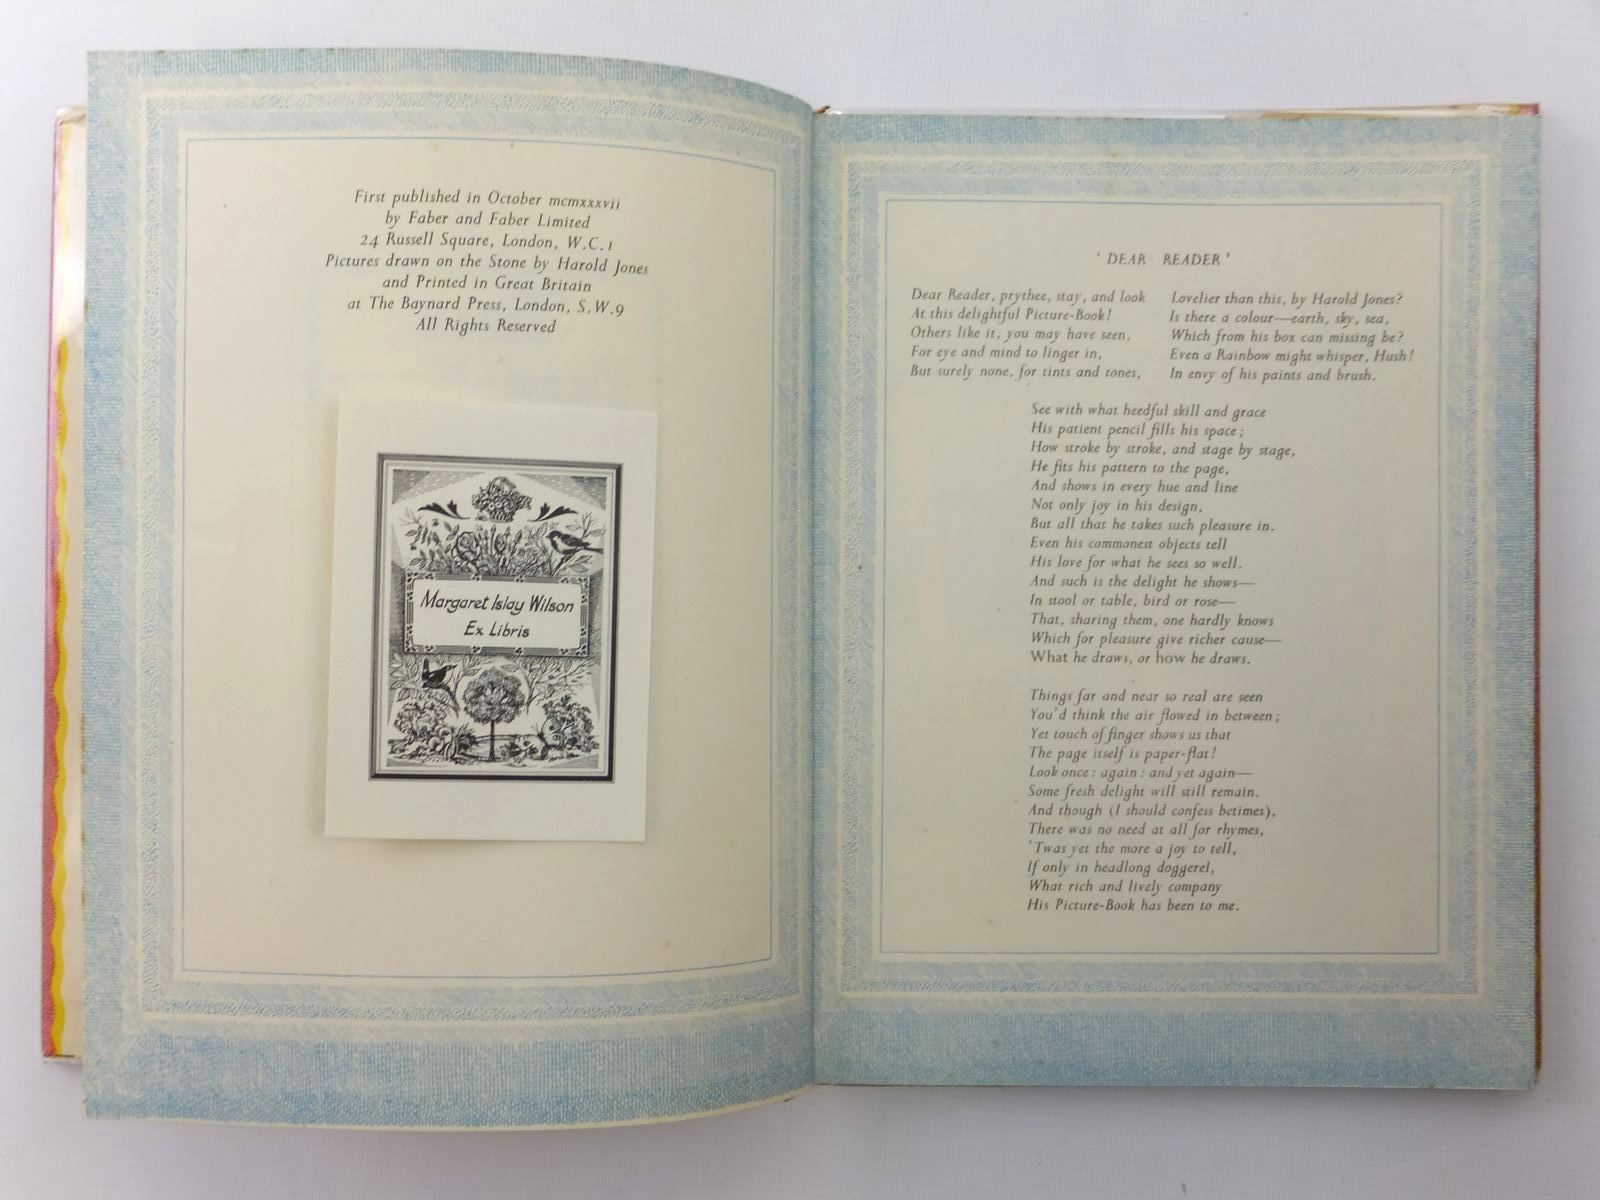 First published in October mcmxxxvii
by Faber and Faber Limited
24 Russell Square, London, W.C.1
Pictures drawn on the Stone by Harold Jones
and Printed in Great Britain
at The Baynard Press, London, S.W.9
All Rights Reserved
Margaret Islay Wilson
Ex Libris
‘DEAR READER’
Dear Reader, prythee, stay, and look
At this delightful Picture-Book!
Others like it, you may have seen,
For eye and mind to linger in,
But surely none, for tints and tones,
Lovelier than this, by Harold Jones?
Is there a colour—earth, sky, sea,
Which from his box can missing be?
Even a Rainbow might whisper, Hush!
In envy of his paints and brush.
See with what heedful skill and grace
His patient pencil fills his space;
How stroke by stroke, and stage by stage,
He fits his pattern to the page,
And shows in every hue and line
Not only joy in his design,
But all that he takes such pleasure in.
Even his commonest objects tell
His love for what he sees so well.
And such is the delight he shows—
In stool or table, bird or rose—
That, sharing them, one hardly knows
Which for pleasure give richer cause—
What he draws, or how he draws.
Things far and near so real are seen
You'd think the air flowed in between;
Yet touch of finger shows us that
The page itself is paper-flat!
Look once: again: and yet again—
Some fresh delight will still remain.
And though (I should confess betimes),
There was no need at all for rhymes,
'Twas yet the more a joy to tell,
If only in headlong doggerel,
What rich and lively company
His Picture-Book has been to me.